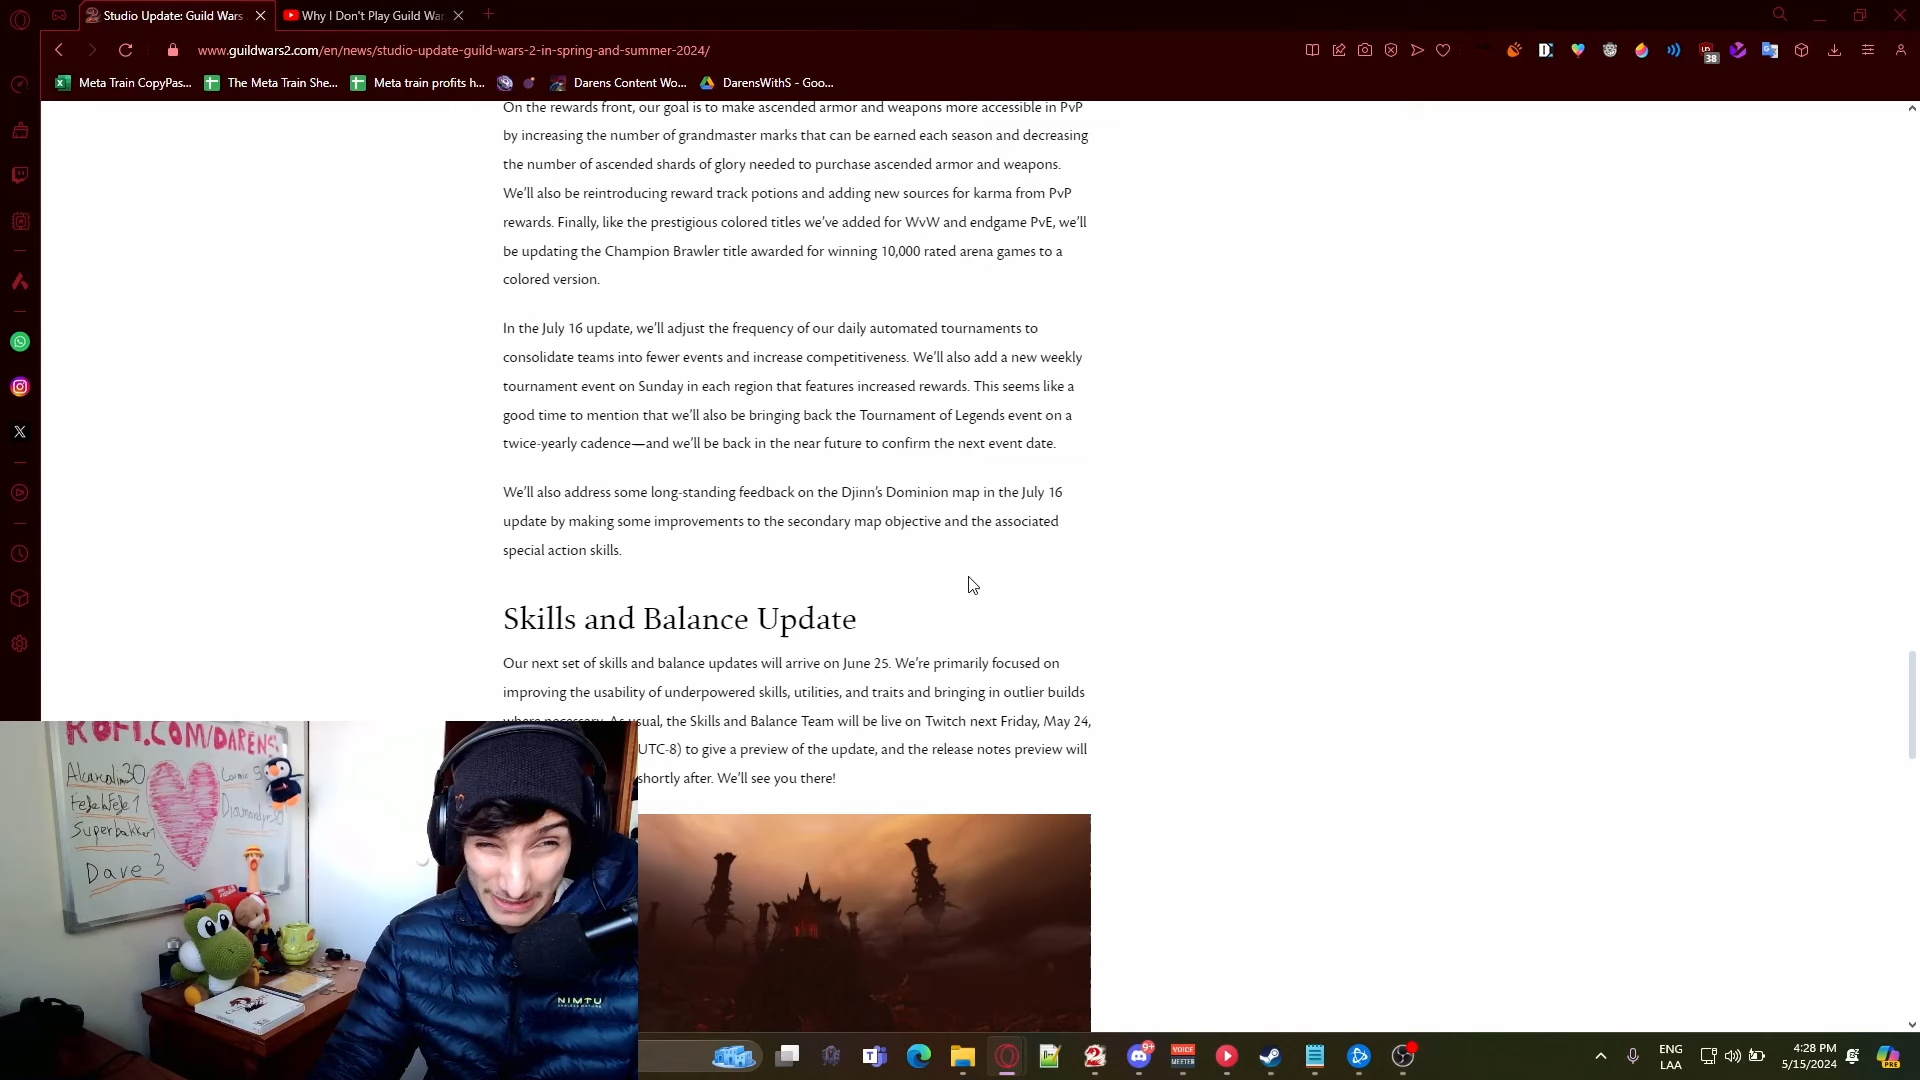 Studio Update: Guild Wars
Why I Don't Play Guild War
www.guildwars2.com/en/news/studio-update-guild-wars-2-in-spring-and-summer-2024/
38
Meta Train CopyPas...
The Meta Train She...
Meta train profits h...
Darens Content Wo...
DarensWithS - Goo...
On the rewards front, our goal is to make ascended armor and weapons more accessible in PvP
by increasing the number of grandmaster marks that can be earned each season and decreasing
the number of ascended shards of glory needed to purchase ascended armor and weapons.
We'll also be reintroducing reward track potions and adding new sources for karma from PvP
rewards. Finally, like the prestigious colored titles we've added for WvW and endgame PvE, we'll
be updating the Champion Brawler title awarded for winning 10,000 rated arena games to a
colored version.
In the July 16 update, we'll adjust the frequency of our daily automated tournaments to
consolidate teams into fewer events and increase competitiveness. We'll also add a new weekly
tournament event on Sunday in each region that features increased rewards. This seems like a
good time to mention that we'll also be bringing back the Tournament of Legends event on a
twice-yearly cadence—and we'll be back in the near future to confirm the next event date.
We'll also address some long-standing feedback on the Djinn's Dominion map in the July 16
update by making some improvements to the secondary map objective and the associated
special action skills.
Skills and Balance Update
Our next set of skills and balance updates will arrive on June 25. We're primarily focused on
improving the usability of underpowered skills, utilities, and traits and bringing in outlier builds
where necessary. As usual, the Skills and Balance Team will be live on Twitch next Friday, May 24,
UTC-8) to give a preview of the update, and the release notes preview will
shortly after. We'll see you there!
KOFI.COM/DARENS
Alcardin30
FeJelaFeJe1
Superbakken
Dave 3
Cosmic 5
NIMTU
9+
VOICE
MEETER
ENG
LAA
4:28 PM
5/15/2024
PRE